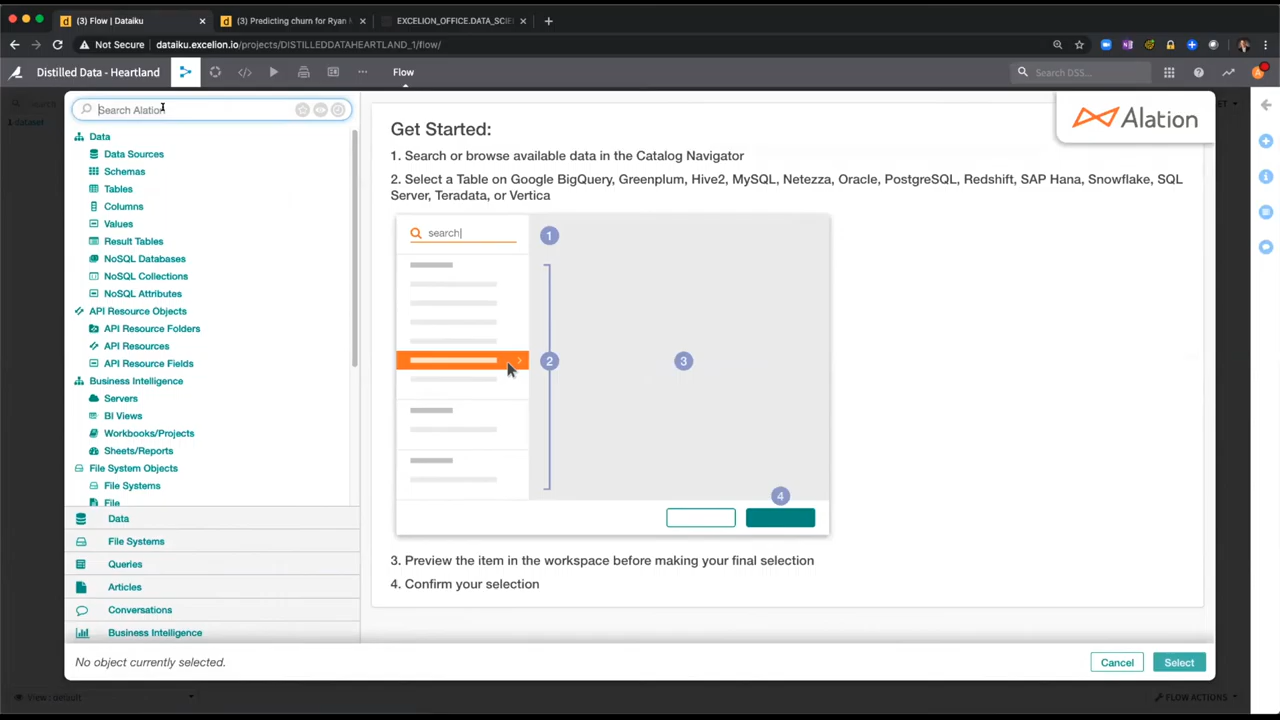 (3) Flow | Dataiku
(3) Predicting churn for Ryan
EXCELION_OFFICE.DATA_SCIE
Not Secure
dataiku.excelion.io/projects/DISTILLEDDATAHEARTLAND_1/flow/
Distilled Data - Heartland
Flow
Search DSS...
Search Alation
Data
Data Sources
Schemas
Tables
Columns
Values
Result Tables
NoSQL Databases
NoSQL Collections
NoSQL Attributes
API Resource Objects
API Resource Folders
API Resources
API Resource Fields
Business Intelligence
Servers
BI Views
Workbooks/Projects
Sheets/Reports
File System Objects
File Systems
File
Data
File Systems
Queries
Articles
Conversations
Business Intelligence
Alation
Get Started:
1. Search or browse available data in the Catalog Navigator
2. Select a Table on Google BigQuery, Greenplum, Hive2, MySQL, Netezza, Oracle, PostgreSQL, Redshift, SAP Hana, Snowflake, SQL
Server, Teradata, or Vertica
search|
1
2
3
4
3. Preview the item in the workspace before making your final selection
4. Confirm your selection
No object currently selected.
Cancel
Select
View : default
FLOW ACTIONS